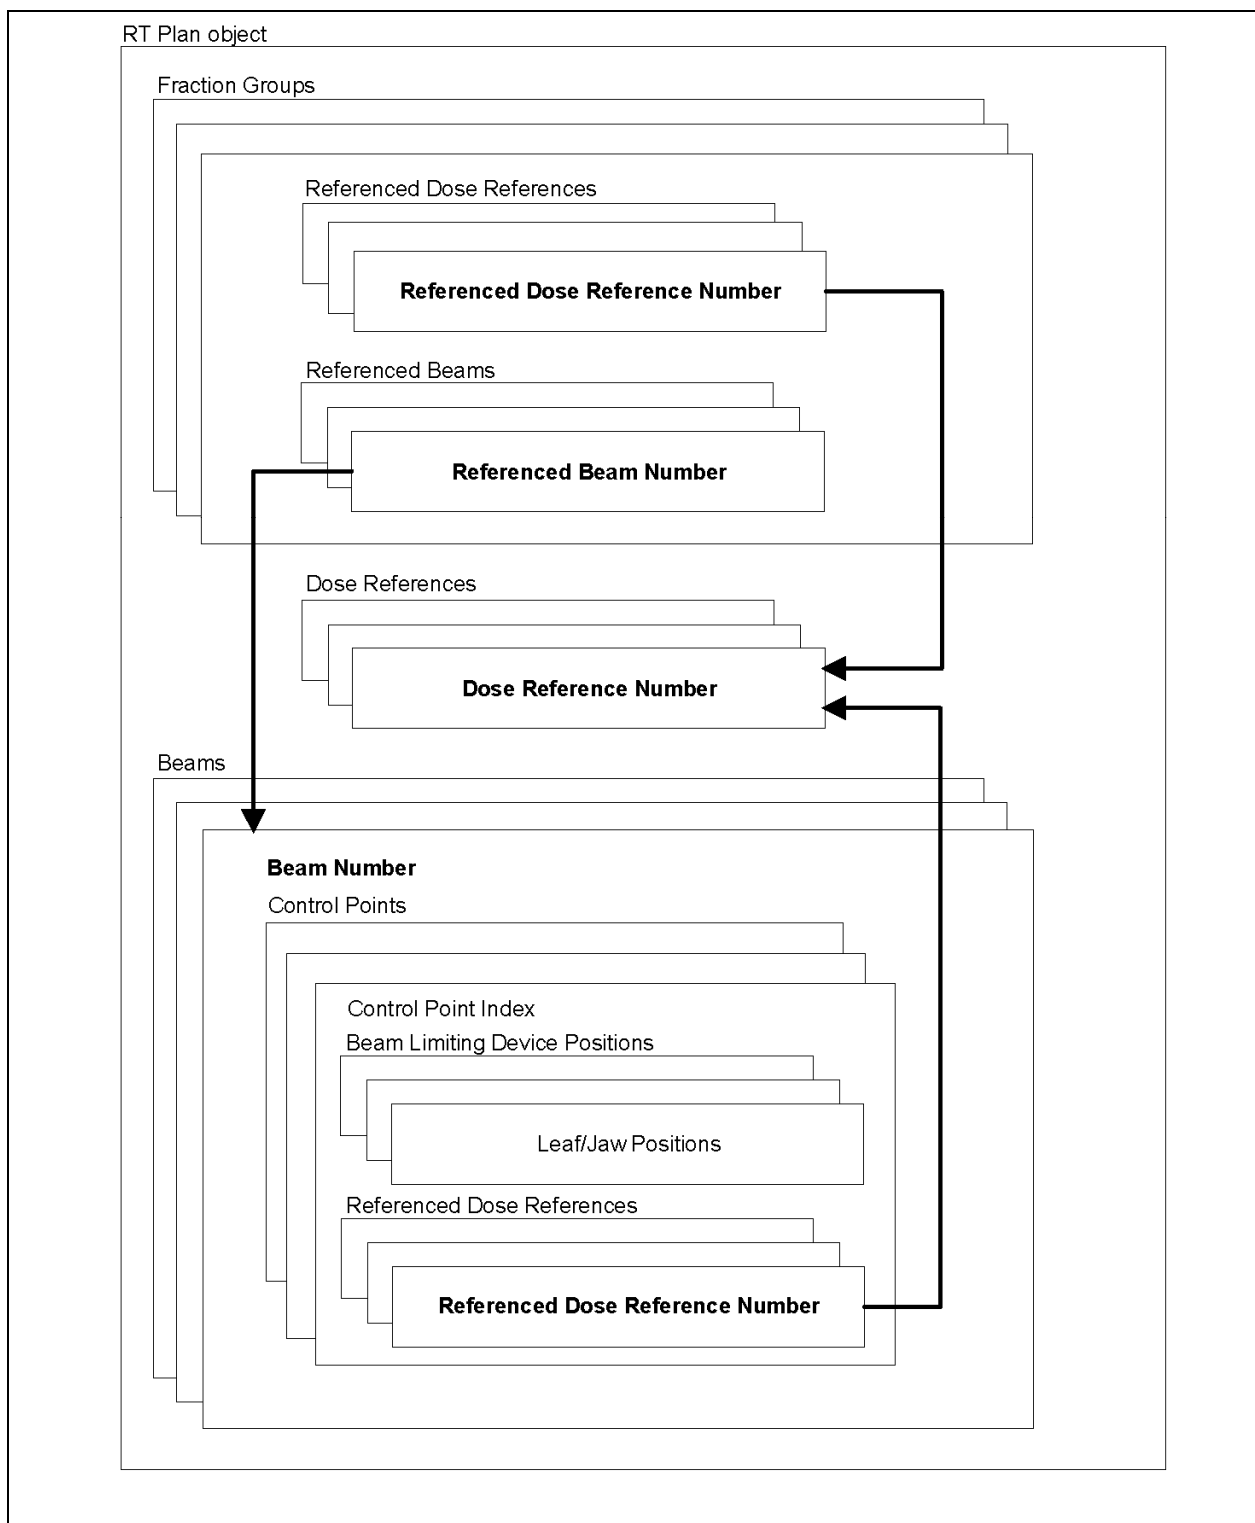 RT Plan object
Fraction Groups
Referenced Dose References
Referenced Dose Reference Number
Referenced Beams
Referenced Beam Number
Dose References
Dose Reference Number
Beams
Beam Number
Control Points
Control Point Index
Beam Limiting Device Positions
Leaf/Jaw Positions
Referenced Dose References
Referenced Dose Reference Number